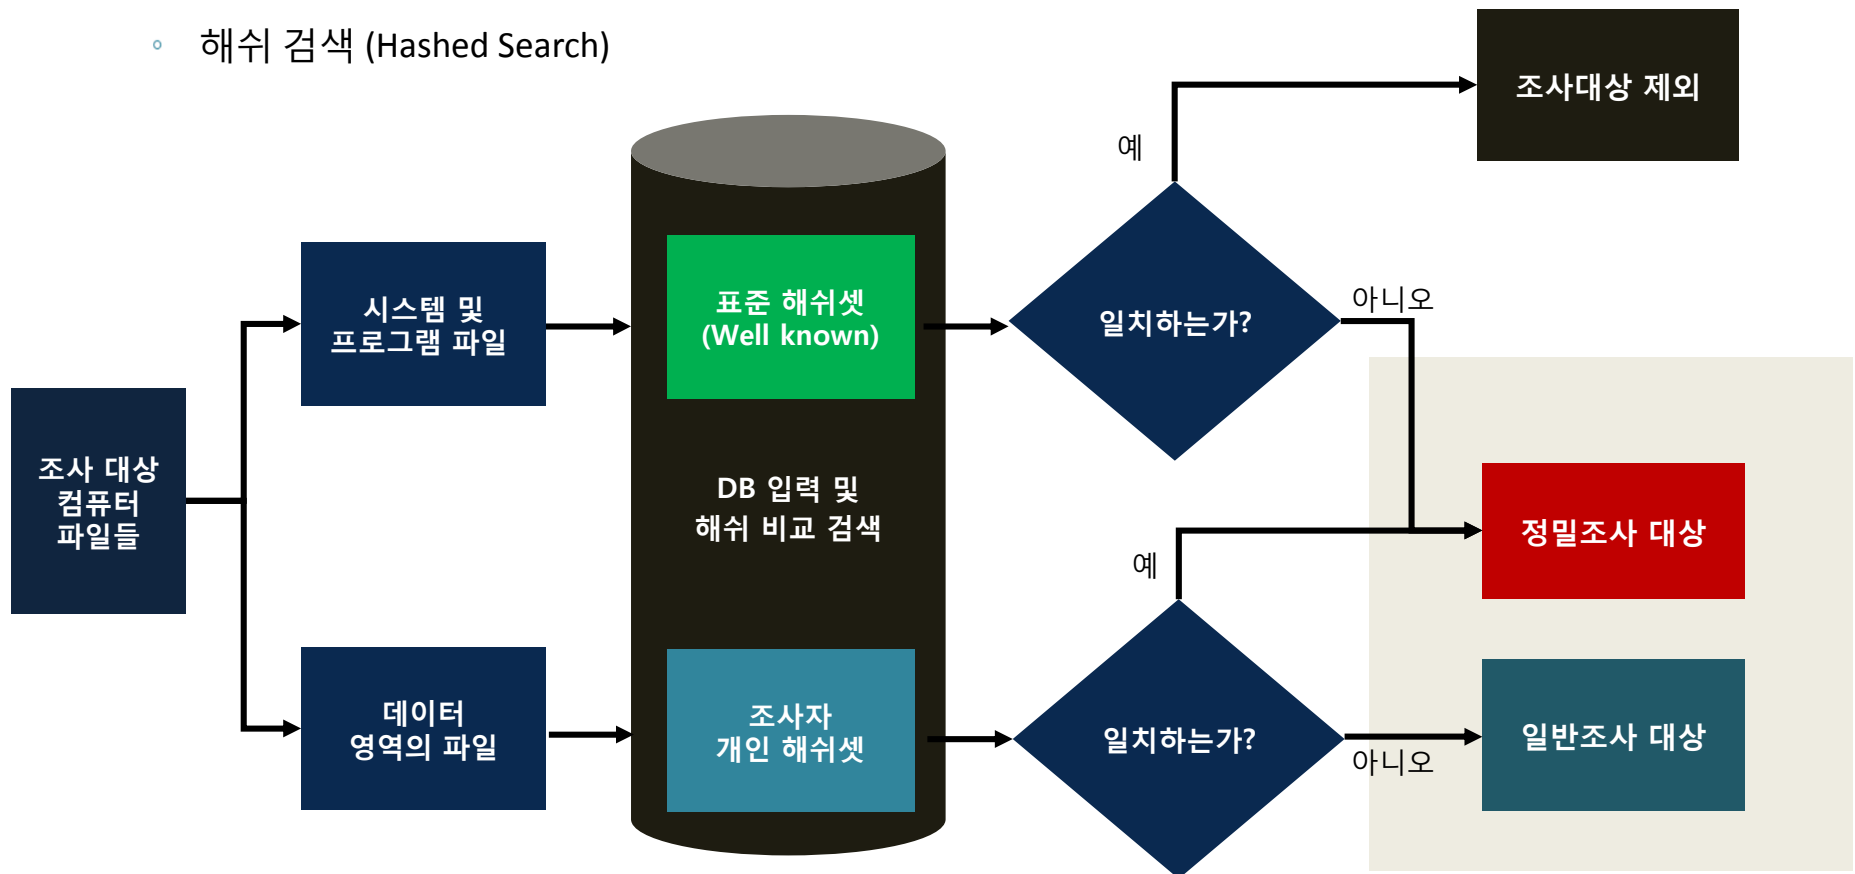 해쉬 검색 (Hashed Search)
조사대상 제외
예
시스템 및
프로그램 파일
표준 해쉬셋
(Well known)
일치하는가?
아니오
조사 대상
컴퓨터
파일들
DB 입력 및
해쉬 비교 검색
정밀조사 대상
예
데이터
영역의 파일
조사자
개인 해쉬셋
일치하는가?
아니오
일반조사 대상